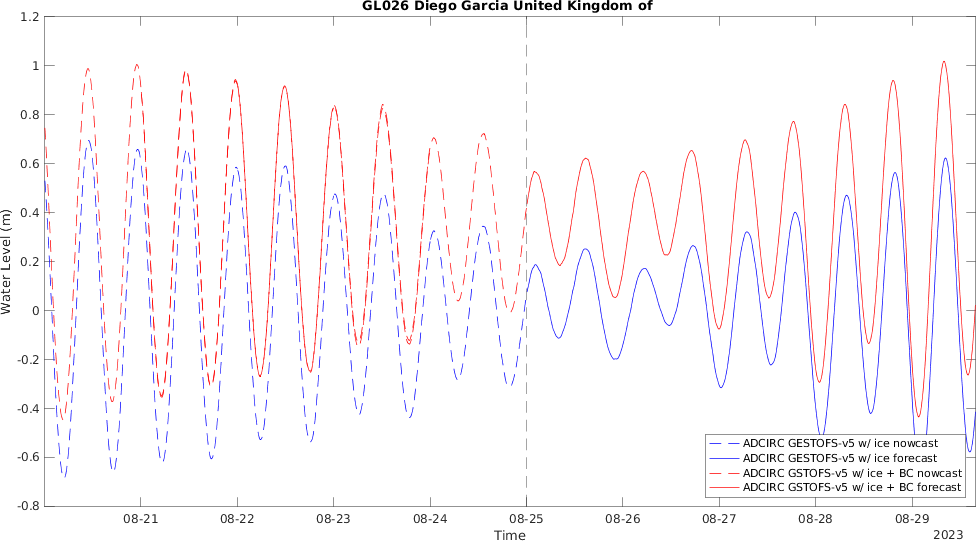 GL026 Diego Garcia United Kingdom of
1.2
1
0.8
0.6
0.4
0.2
0
-0.2
-0.4
-0.6
-0.8
Water Level (m)
08-21 08-22 08-23 08-24 08-25 08-26 08-27 08-28 08-29
Time
2023
ADCIRC GESTOFS-v5 w/ ice nowcast
ADCIRC GESTOFS-v5 w/ ice forecast
ADCIRC GSTOFS-v5 w/ ice + BC nowcast
ADCIRC GSTOFS-v5 w/ ice + BC forecast